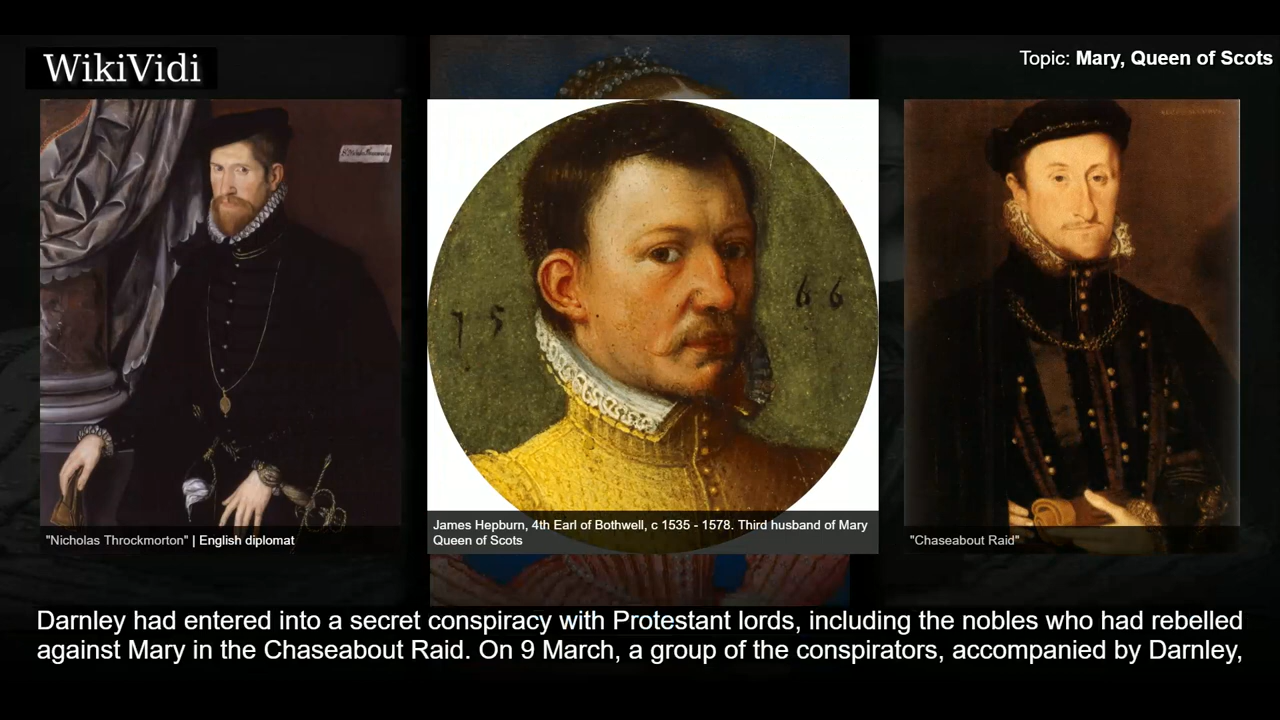 WikiVidi
Topic: Mary, Queen of Scots
75
66
"Nicholas Throckmorton" | English diplomat
James Hepburn, 4th Earl of Bothwell, c 1535 - 1578. Third husband of Mary
Queen of Scots
"Chaseabout Raid"
Darnley had entered into a secret conspiracy with Protestant lords, including the nobles who had rebelled
against Mary in the Chaseabout Raid. On 9 March, a group of the conspirators, accompanied by Darnley,